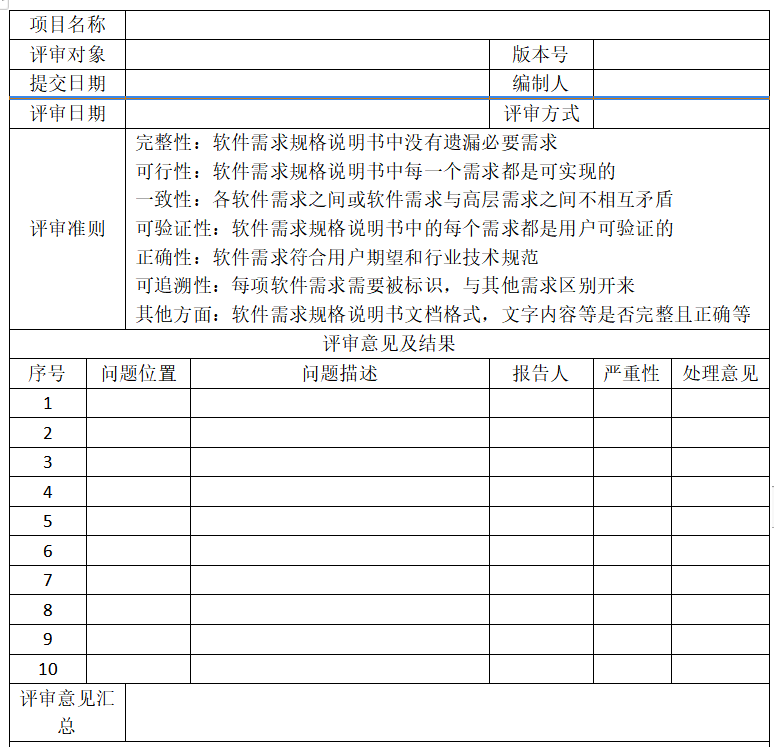 项目名称
评审对象 版本号
提交日期 编制人
评审日期 评审方式
评审准则
完整性：软件需求规格说明书中没有遗漏必要需求
可行性：软件需求规格说明书中每一个需求都是可实现的
一致性：各软件需求之间或软件需求与高层需求之间不相互矛盾
可验证性：软件需求规格说明书中的每个需求都是用户可验证的
正确性：软件需求符合用户期望和行业技术规范
可追溯性：每项软件需求需要被标识，与其他需求区别开来
其他方面：软件需求规格说明书文档格式，文字内容等是否完整且正确等
评审意见及结果
序号 问题位置 问题描述 报告人 严重性 处理意见
1
2
3
4
5
6
7
8
9
10
评审意见汇
总